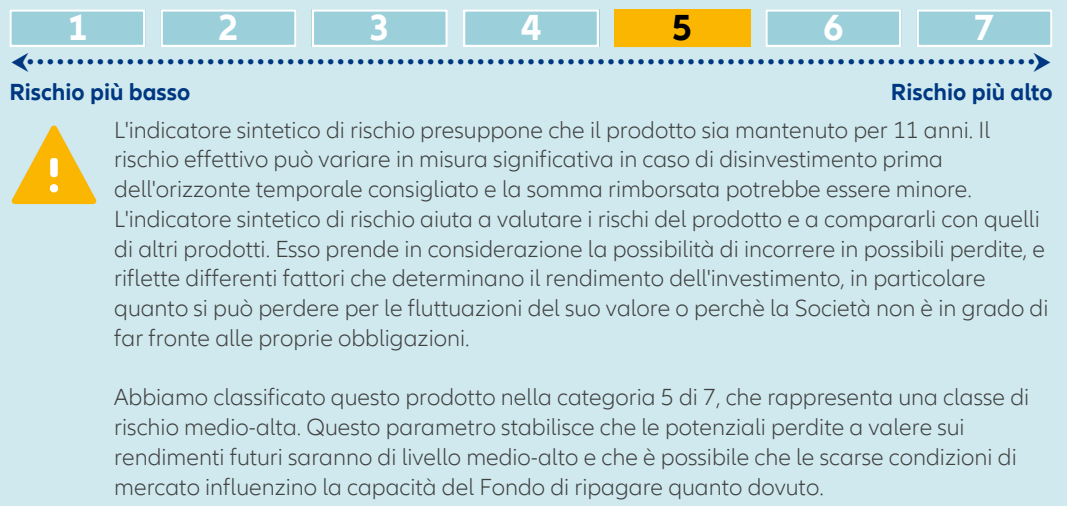 1 2 3 4 5 6 7
Rischio più basso Rischio più alto
L'indicatore sintetico di rischio presuppone che il prodotto sia mantenuto per 11 anni. Il
rischio effettivo può variare in misura significativa in caso di disinvestimento prima
dell'orizzonte temporale consigliato e la somma rimborsata potrebbe essere minore.
L'indicatore sintetico di rischio aiuta a valutare i rischi del prodotto e a compararli con quelli
di altri prodotti. Esso prende in considerazione la possibilità di incorrere in possibili perdite, e
riflette differenti fattori che determinano il rendimento dell'investimento, in particolare
quanto si può perdere per le fluttuazioni del suo valore o perchè la Società non è in grado di
far fronte alle proprie obbligazioni.
Abbiamo classificato questo prodotto nella categoria 5 di 7, che rappresenta una classe di
rischio medio-alta. Questo parametro stabilisce che le potenziali perdite a valere sui
rendimenti futuri saranno di livello medio-alto e che è possibile che le scarse condizioni di
mercato influenzino la capacità del Fondo di ripagare quanto dovuto.